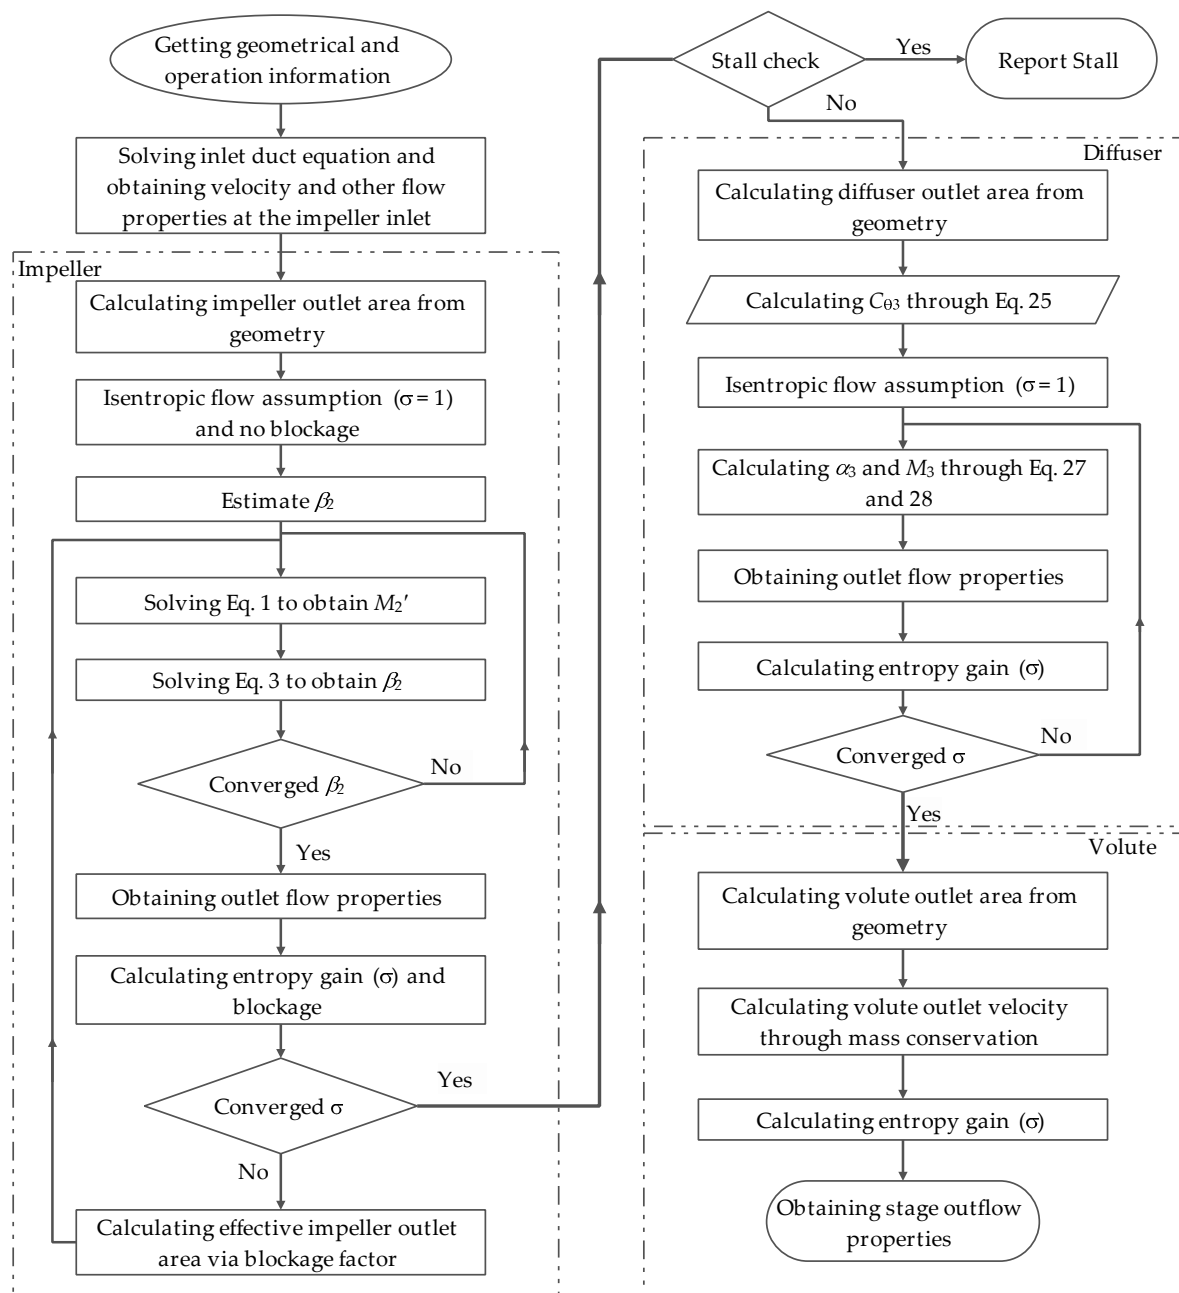 Getting geometrical and
operation information
Solving inlet duct equation and
obtaining velocity and other flow
properties at the impeller inlet
Impeller
Calculating impeller outlet area from
geometry
Isentropic flow assumption (σ = 1)
and no blockage
Estimate β₂
Solving Eq. 1 to obtain M₂′
Solving Eq. 3 to obtain β₂
Converged β₂
No
Yes
Obtaining outlet flow properties
Calculating entropy gain (σ) and
blockage
Converged σ
Yes
No
Calculating effective impeller outlet
area via blockage factor
Stall check
Yes
Report Stall
No
Diffuser
Calculating diffuser outlet area from
geometry
Calculating Cθ3 through Eq. 25
Isentropic flow assumption (σ = 1)
Calculating α₃ and M₃ through Eq. 27
and 28
Obtaining outlet flow properties
Calculating entropy gain (σ)
Converged σ
No
Yes
Volute
Calculating volute outlet area from
geometry
Calculating volute outlet velocity
through mass conservation
Calculating entropy gain (σ)
Obtaining stage outflow
properties